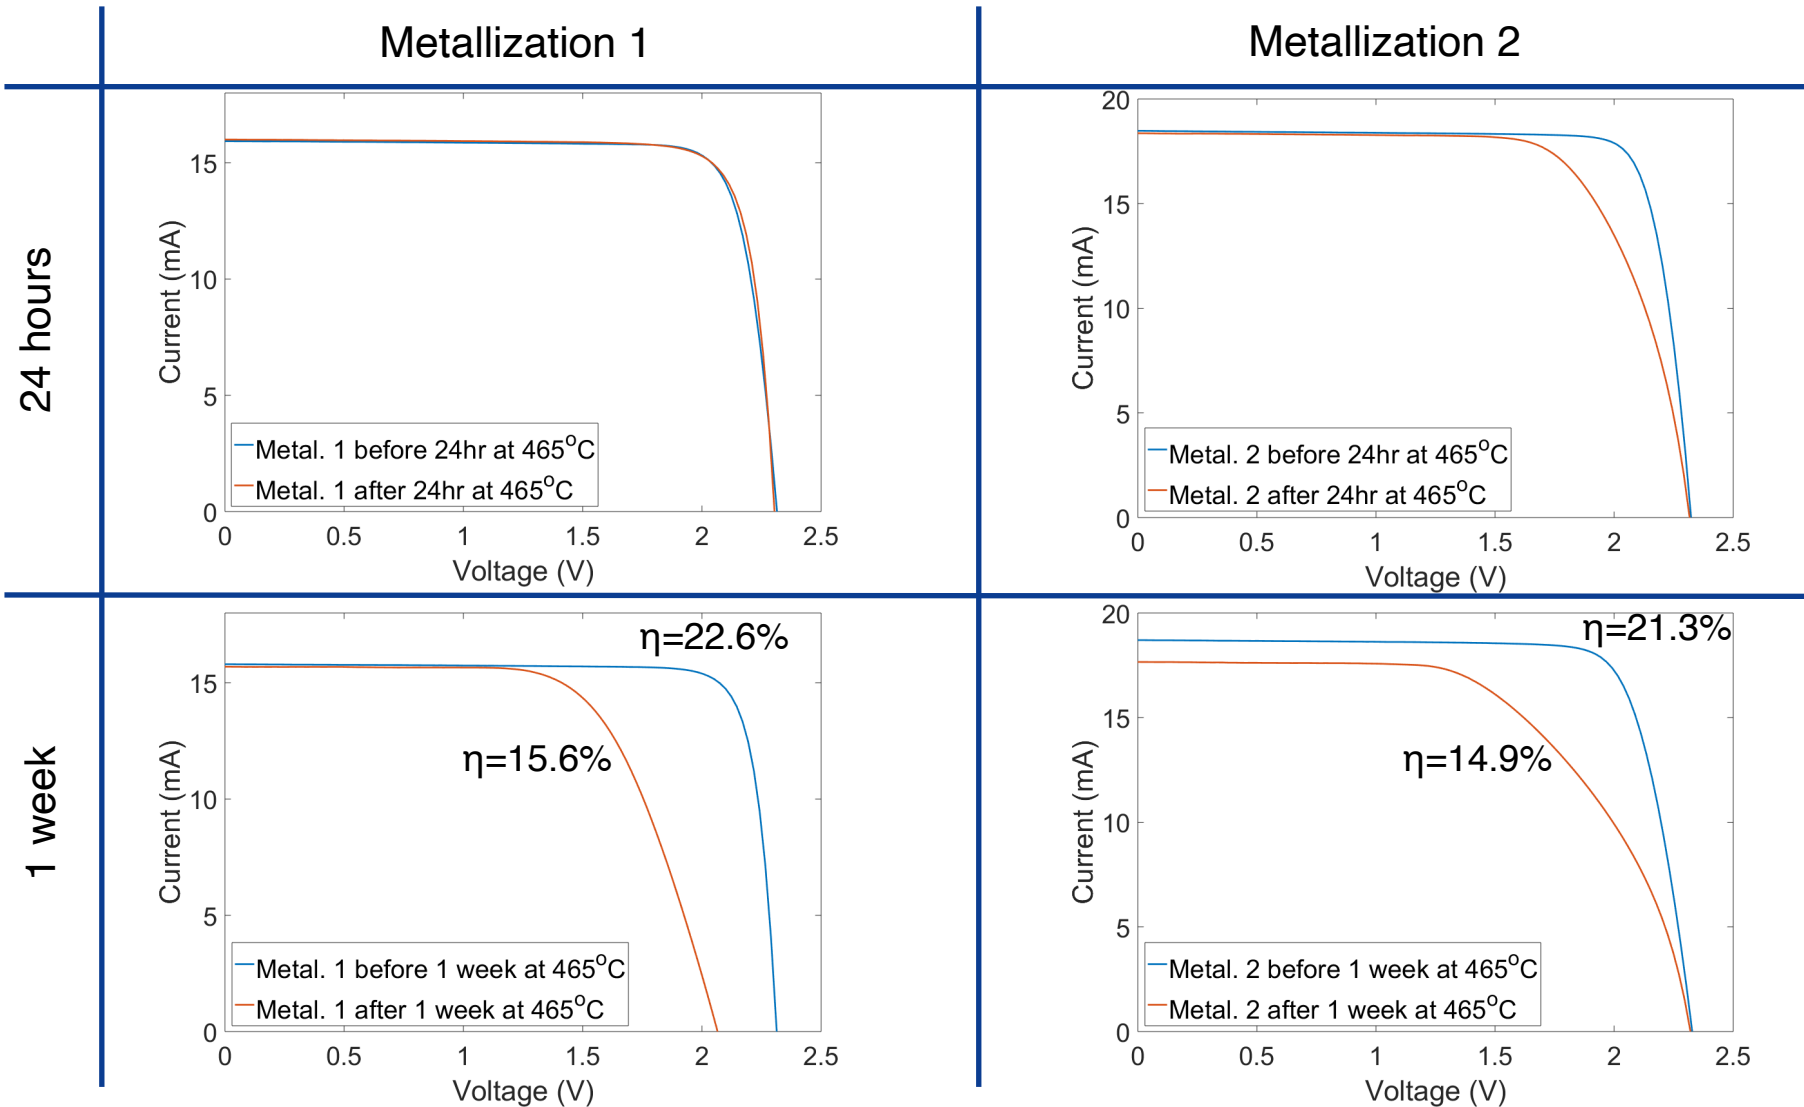 Metallization 1
Metallization 2
24 hours
15
10
5
0
0 0.5 1 1.5 2 2.5
Current (mA)
Voltage (V)
Metal. 1 before 24hr at 465°C
Metal. 1 after 24hr at 465°C
20
15
10
5
0
0 0.5 1 1.5 2 2.5
Current (mA)
Voltage (V)
Metal. 2 before 24hr at 465°C
Metal. 2 after 24hr at 465°C
1 week
15
10
5
0
0 0.5 1 1.5 2 2.5
Current (mA)
Voltage (V)
η=22.6%
η=15.6%
Metal. 1 before 1 week at 465°C
Metal. 1 after 1 week at 465°C
20
15
10
5
0
0 0.5 1 1.5 2 2.5
Current (mA)
Voltage (V)
η=21.3%
η=14.9%
Metal. 2 before 1 week at 465°C
Metal. 2 after 1 week at 465°C